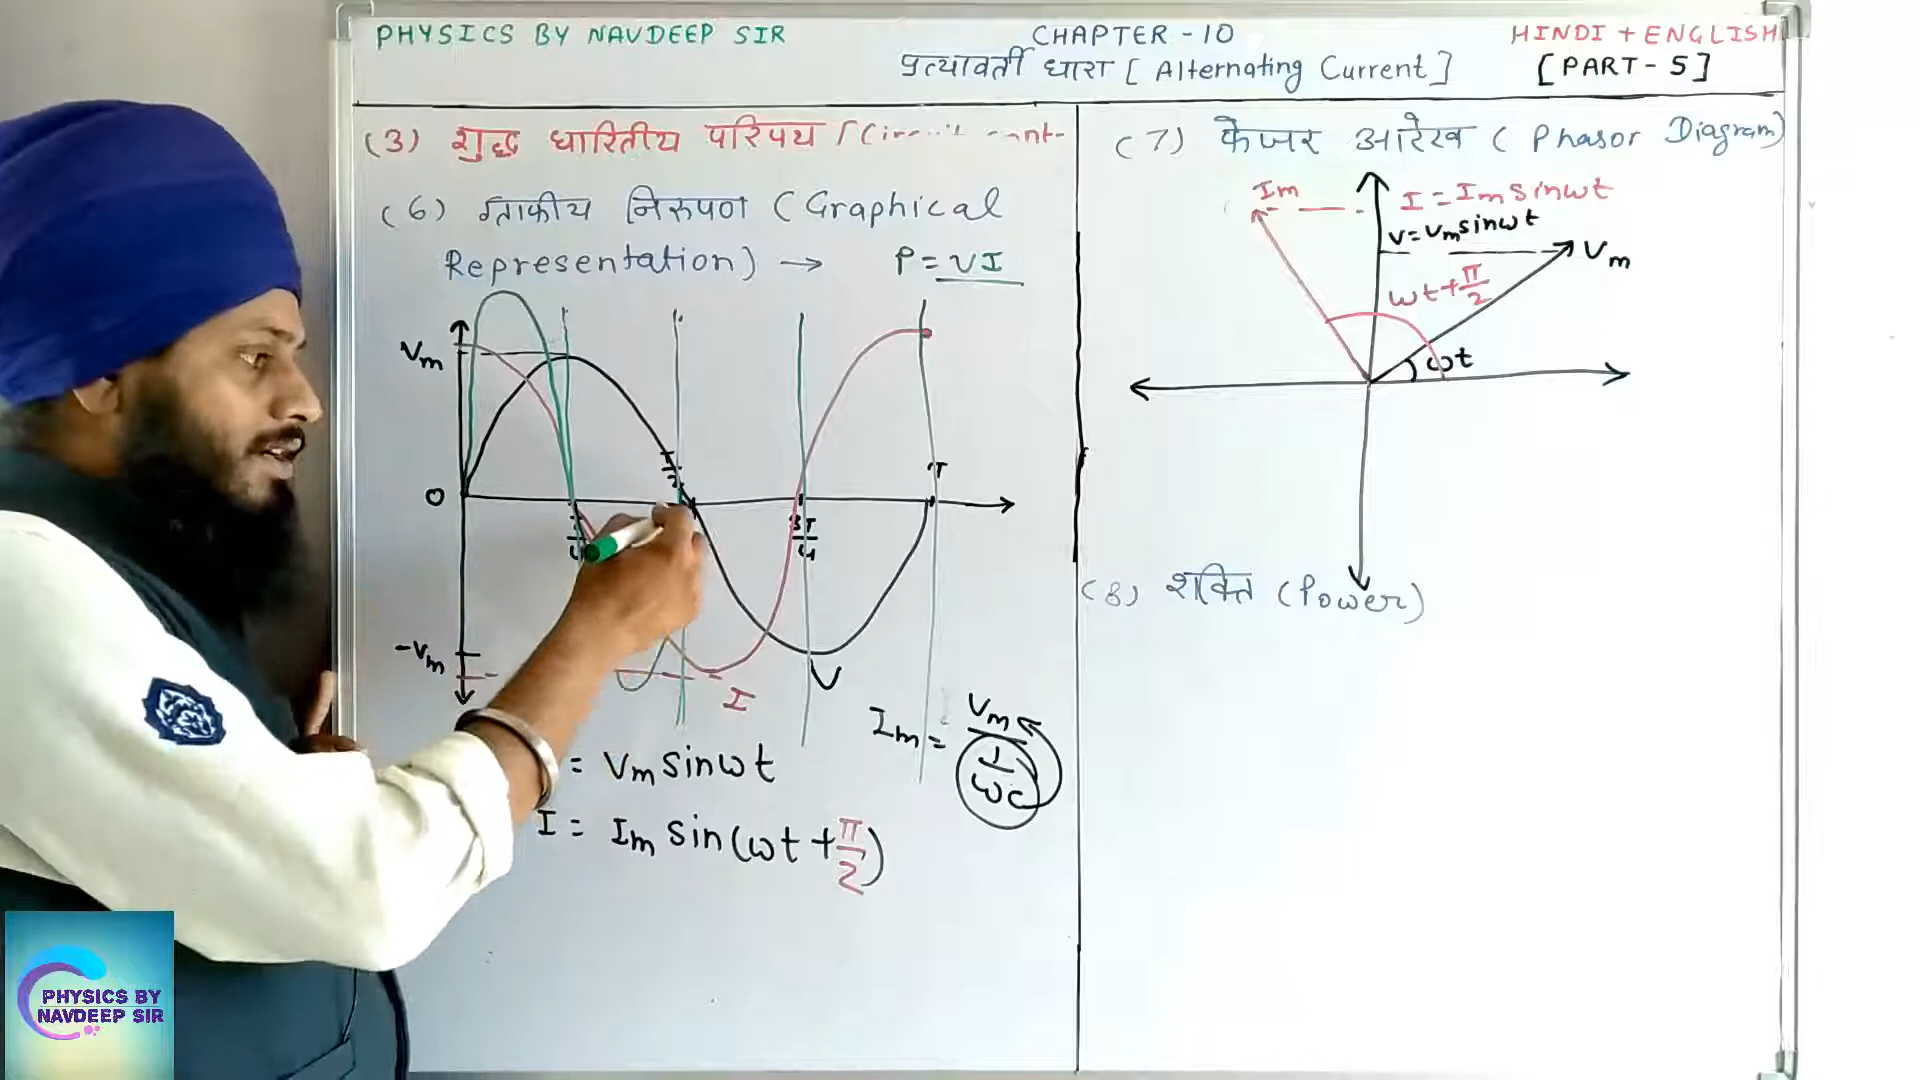 PHYSICS BY NAVDEEP SIR
CHAPTER - 10
HINDI + ENGLISH
प्रत्यावर्ती धारा [ Alternating Current ]
[ PART - 5 ]
(3) शुद्ध धारितीय परिपथ
(6) ग्राफीय निरुपण (Graphical
Representation) → P = VI
Vm
T/2
T
O
3T/4
-Vm
I
V
Im = Vm / (1/ωC)
= Vm sinωt
I = Im sin(ωt + π/2)
(7) फेजर आरेख ( Phasor Diagram)
Im
I = Im sinωt
V = Vm sinωt
Vm
ωt + π/2
ωt
(8) शक्ति (Power)
PHYSICS BY
NAVDEEP SIR